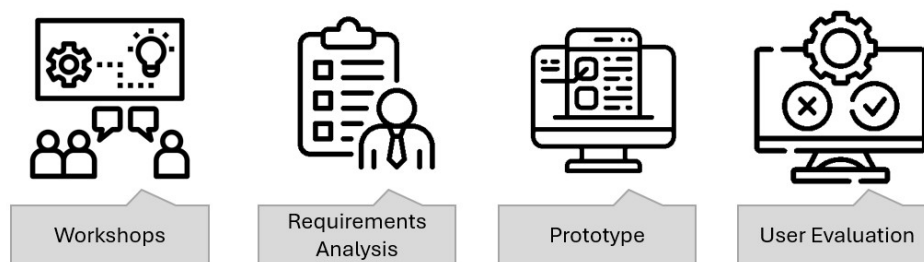 Workshops
Requirements
Analysis
Prototype
User Evaluation